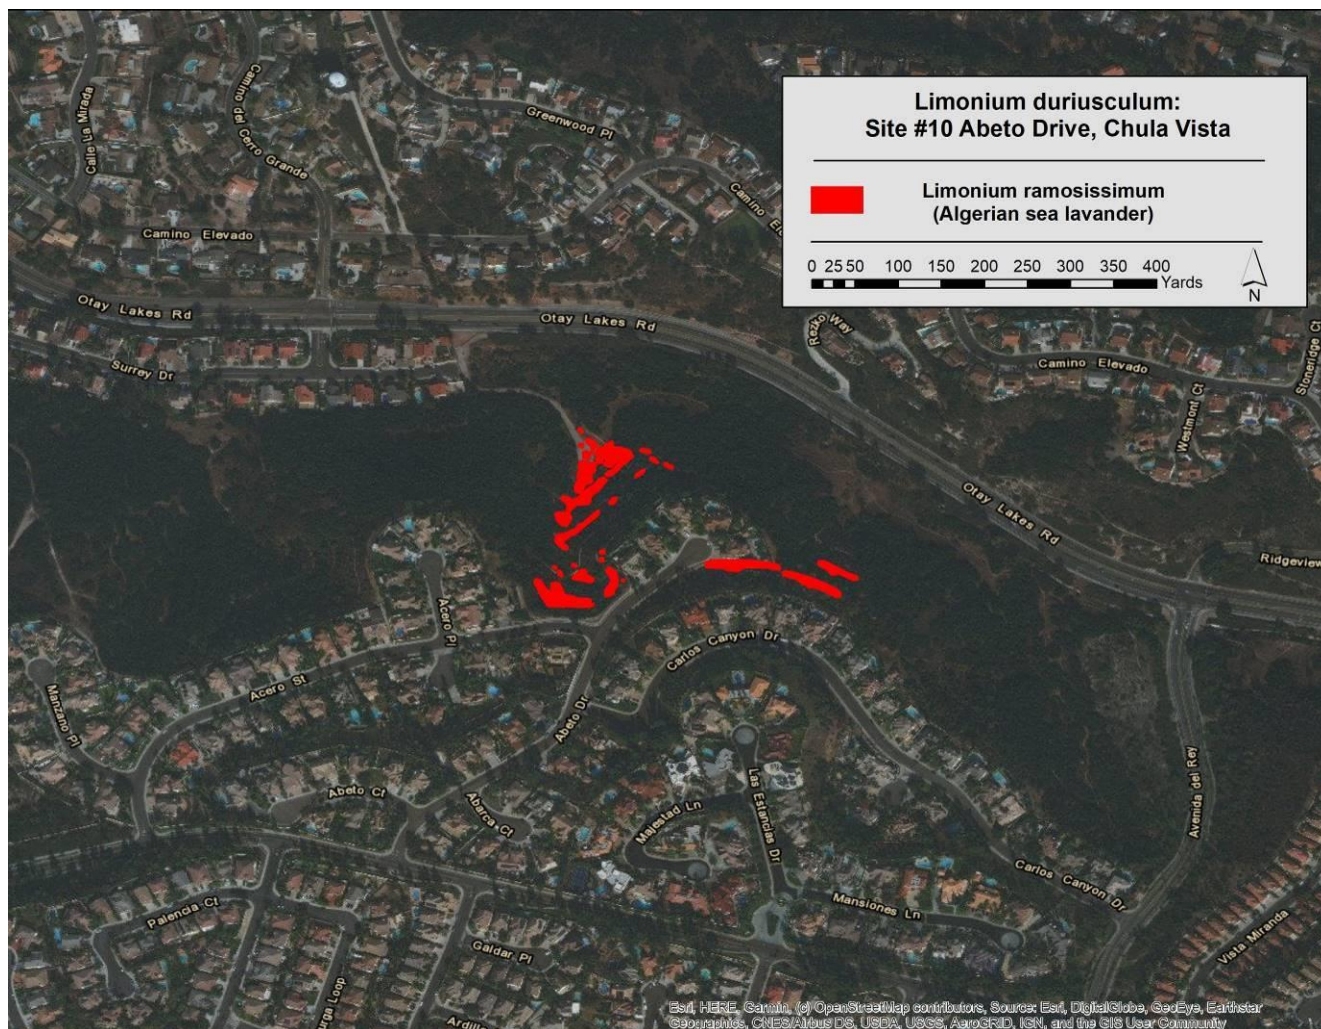 Limonium duriusculum:
Site #10 Abeto Drive, Chula Vista
Limonium ramosissimum
(Algerian sea lavander)
0 25 50 100 150 200 250 300 350 400
Yards
N
Calle La Mirada
Camino del Cerro Grande
Greenwood Pl
Camino
Camino Elevado
Otay Lakes Rd
Otay Lakes Rd
Surrey Dr
Rezko Way
Camino Elevado
Stoneridge Ct
Westmont Ct
Otay Lakes Rd
Ridgeview
Acero Pl
Carlos Canyon Dr
Acero St
Manzano Pl
Abeto Dr
Abeto Ct
Abarca Ct
Majestad Ln
Las Estancias Dr
Avenida del Rey
Carlos Canyon Dr
Mansiones Ln
Palencia Ct
Galdar Pl
Vista Miranda
Loop
Esri, HERE, Garmin, (c) OpenStreetMap contributors, Source: Esri, DigitalGlobe, GeoEye, Earthstar
Geographics, CNES/Airbus DS, USDA, USGS, AeroGRID, IGN, and the GIS User Community